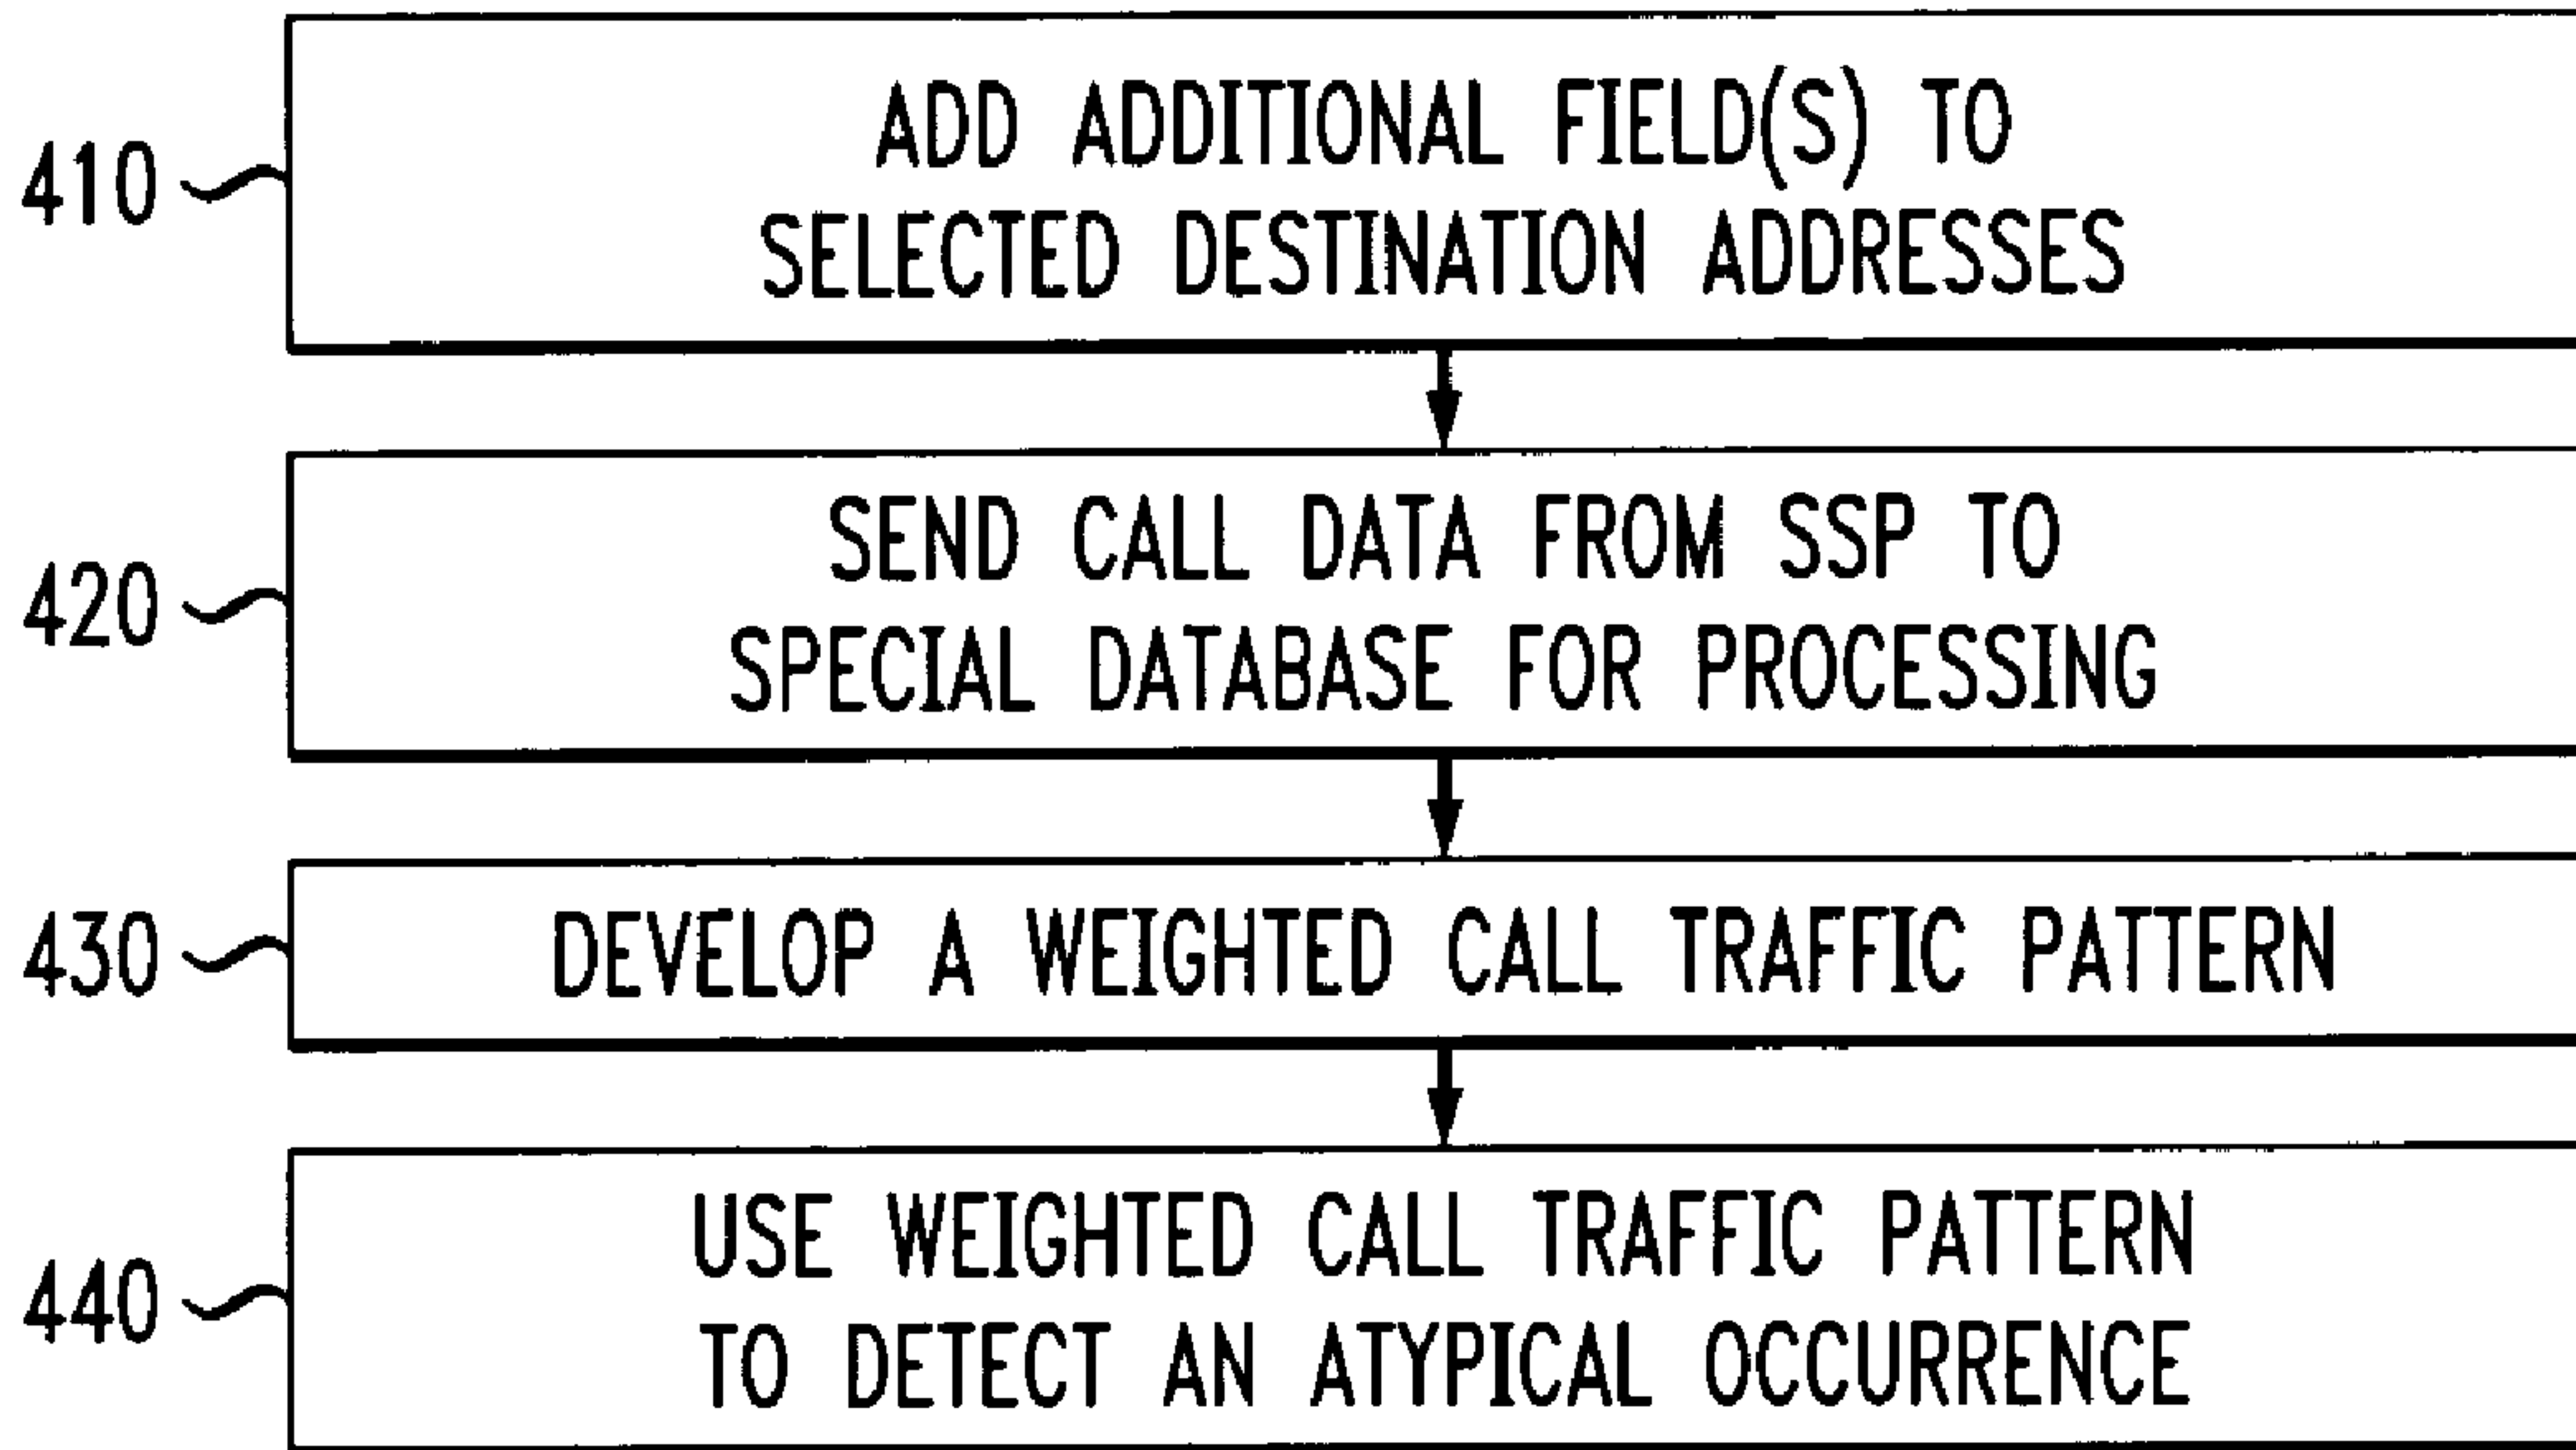 410
ADD ADDITIONAL FIELD(S) TO
SELECTED DESTINATION ADDRESSES
420
SEND CALL DATA FROM SSP TO
SPECIAL DATABASE FOR PROCESSING
430
DEVELOP A WEIGHTED CALL TRAFFIC PATTERN
440
USE WEIGHTED CALL TRAFFIC PATTERN
TO DETECT AN ATYPICAL OCCURRENCE